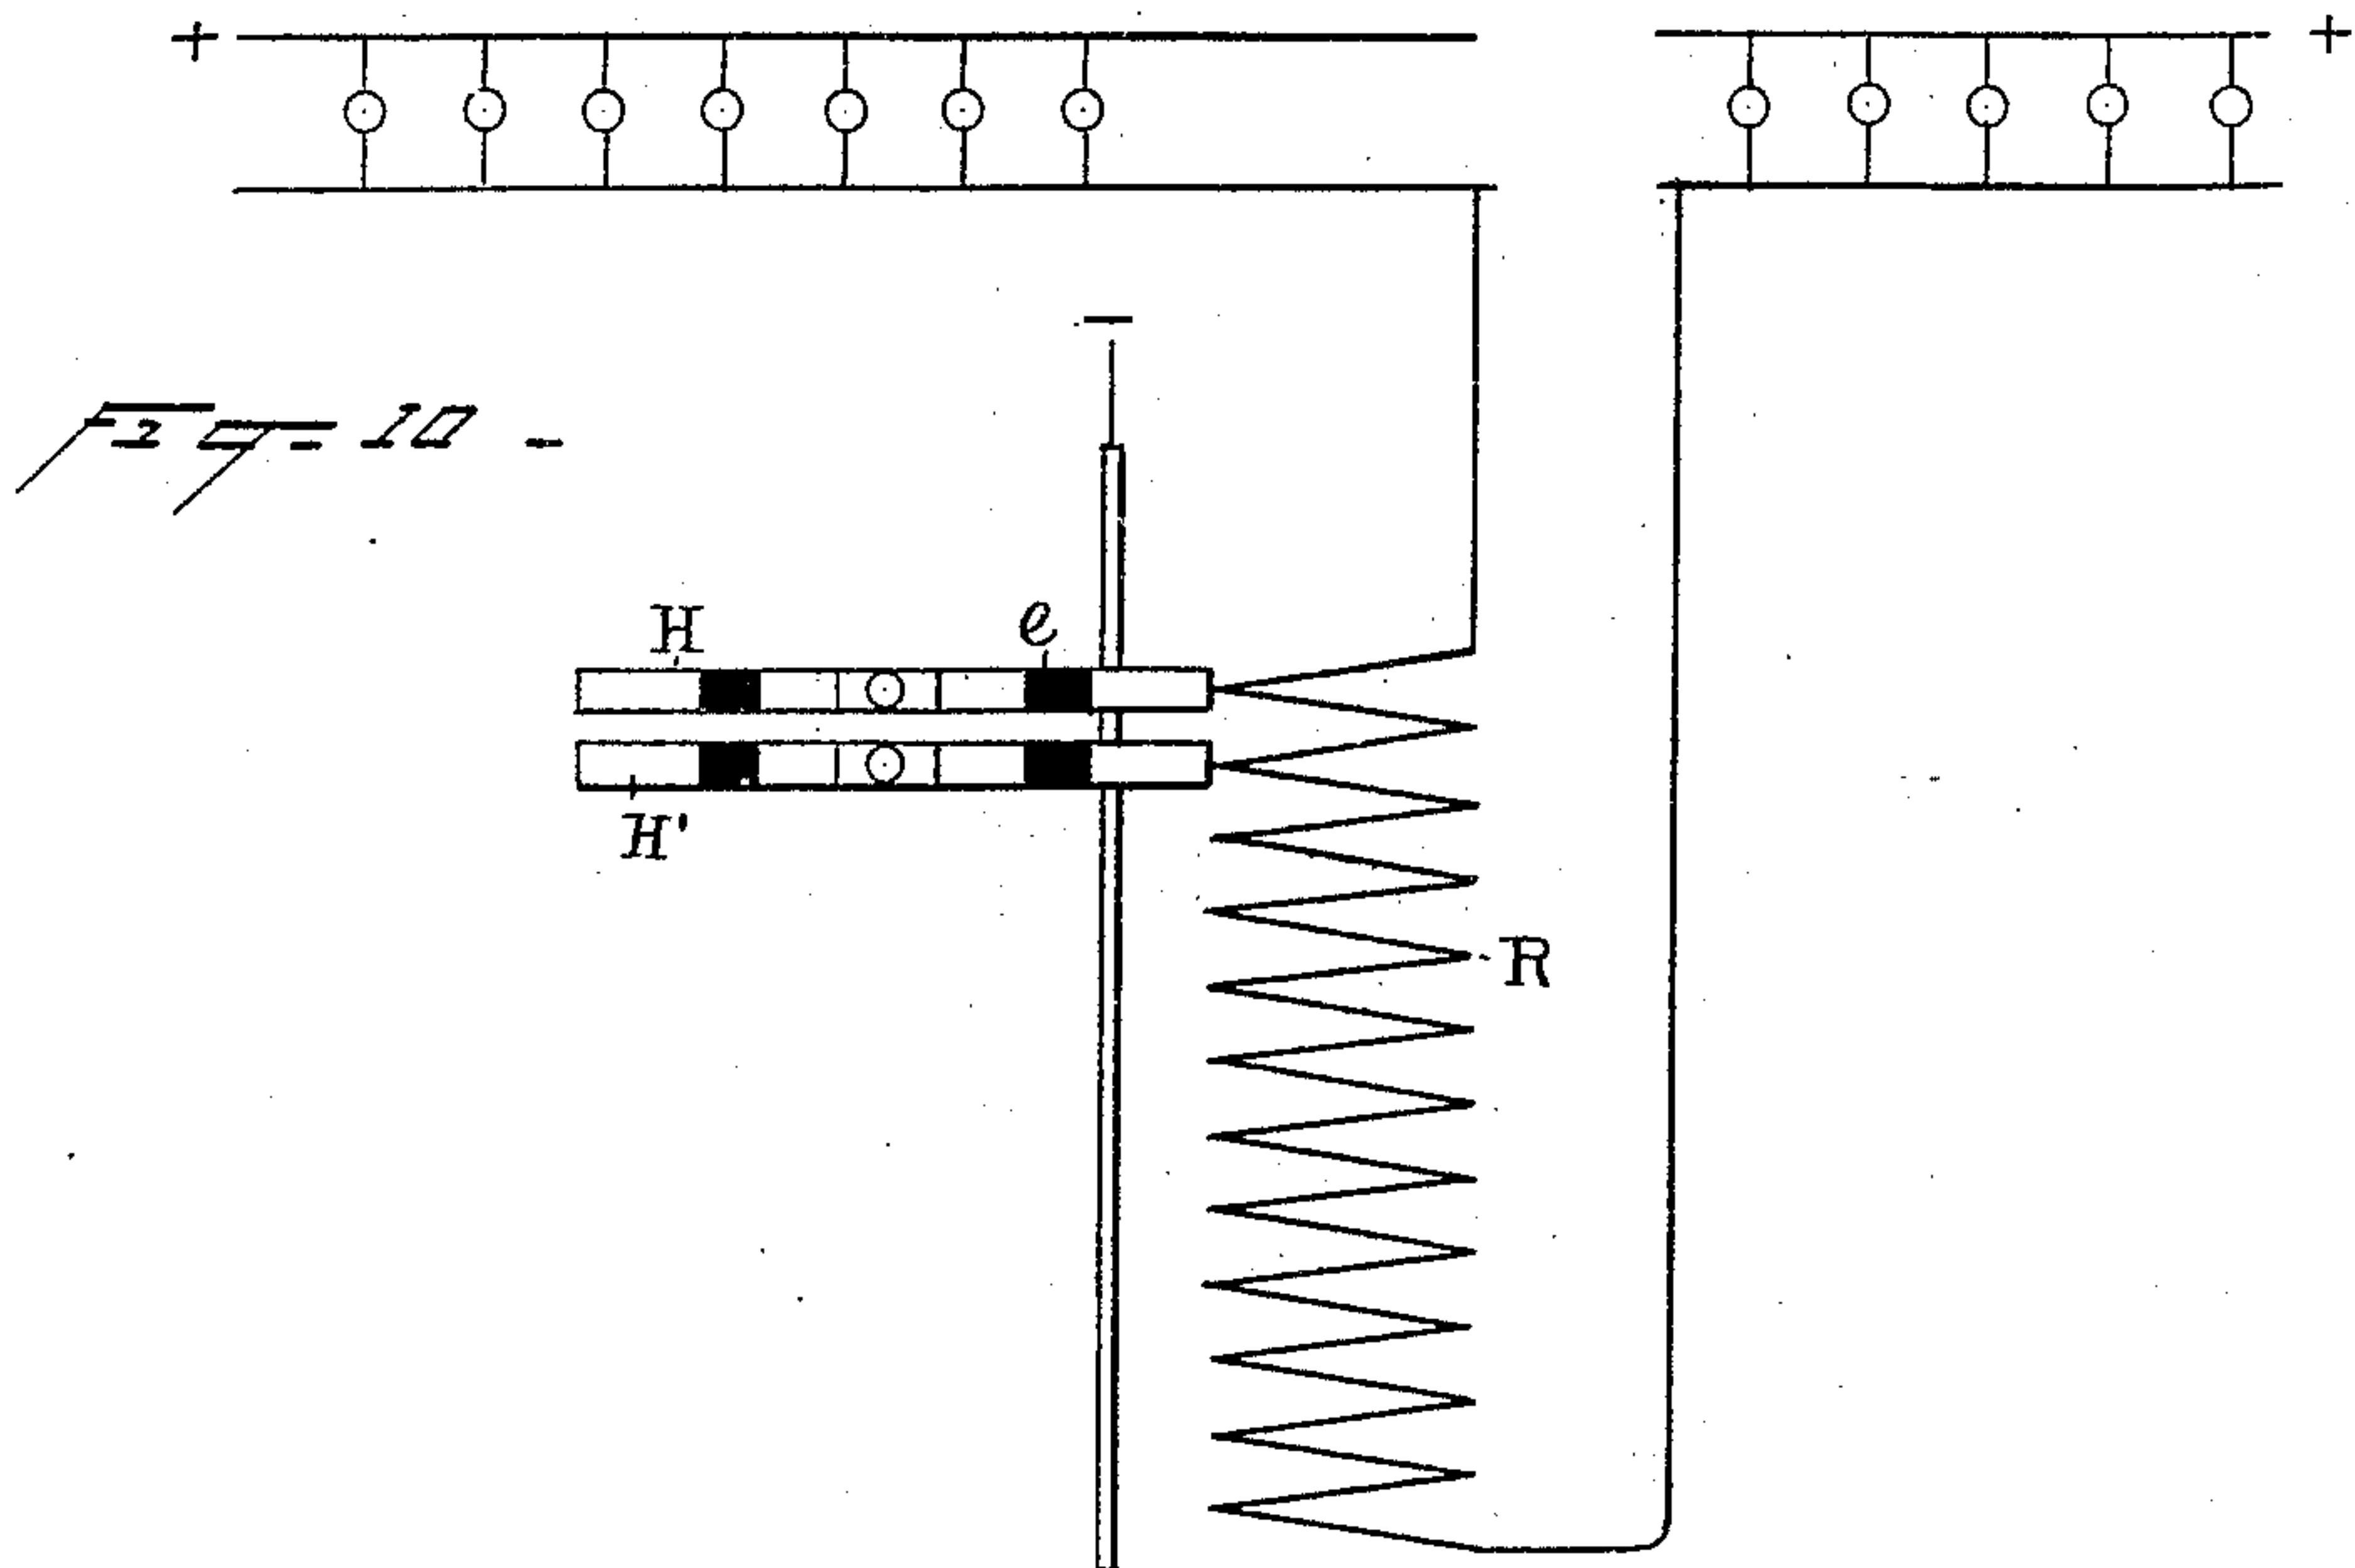 + +
—
Fig. 10.
H e
H'
R